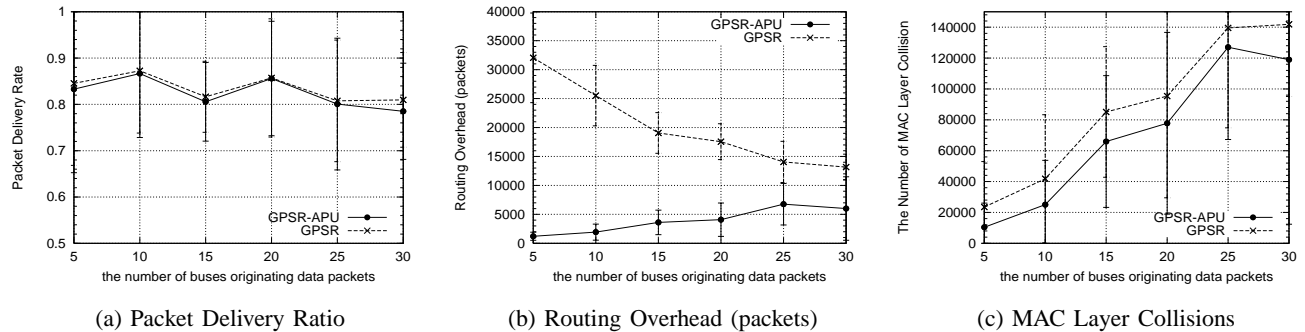 1
0.9
0.8
0.7
0.6
0.5
Packet Delivery Rate
GPSR-APU
GPSR
5 10 15 20 25 30
the number of buses originating data packets
(a) Packet Delivery Ratio
40000
35000
30000
25000
20000
15000
10000
5000
0
Routing Overhead (packets)
GPSR-APU
GPSR
5 10 15 20 25 30
the number of buses originating data packets
(b) Routing Overhead (packets)
140000
120000
100000
80000
60000
40000
20000
0
The Number of MAC Layer Collision
GPSR-APU
GPSR
5 10 15 20 25 30
the number of buses originating data packets
(c) MAC Layer Collisions